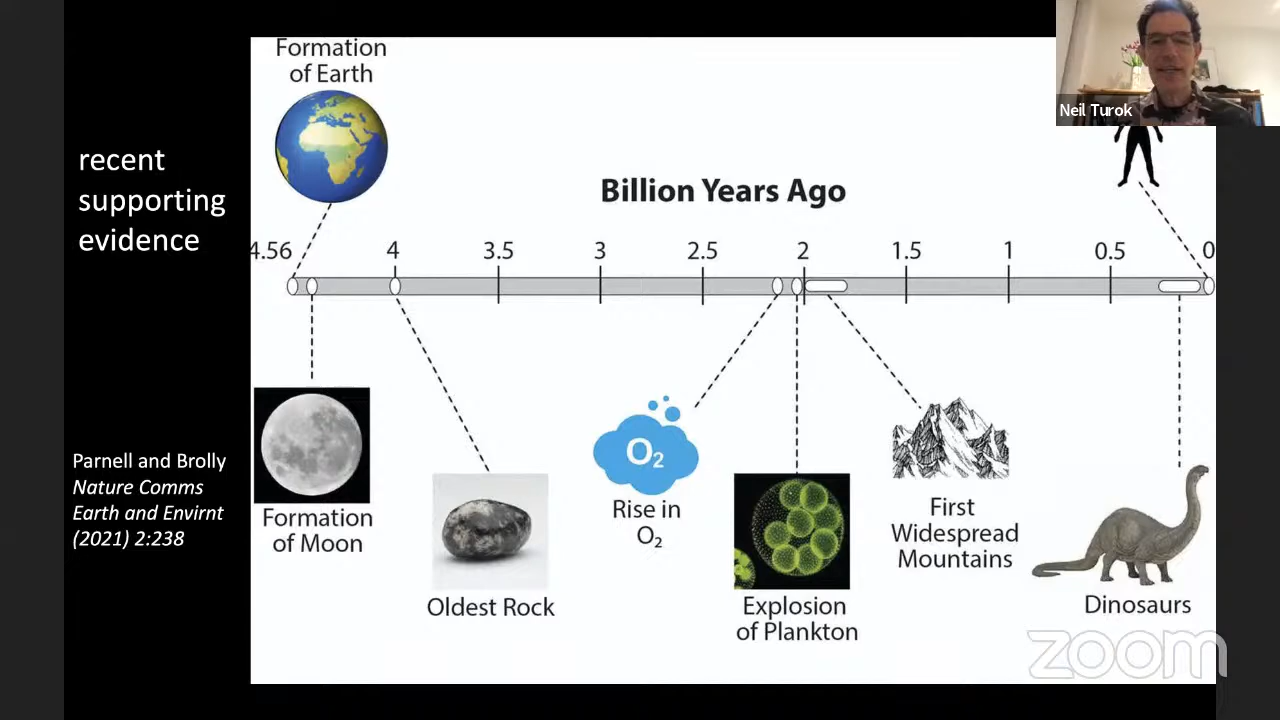 Formation
of Earth
Neil Turok
recent
supporting
evidence
Billion Years Ago
4.56 4 3.5 3 2.5 2 1.5 1 0.5 0
O₂
Parnell and Brolly
Nature Comms
Earth and Envirnt
(2021) 2:238
Formation
of Moon
Oldest Rock
Rise in
O₂
Explosion
of Plankton
First
Widespread
Mountains
Dinosaurs
zoom